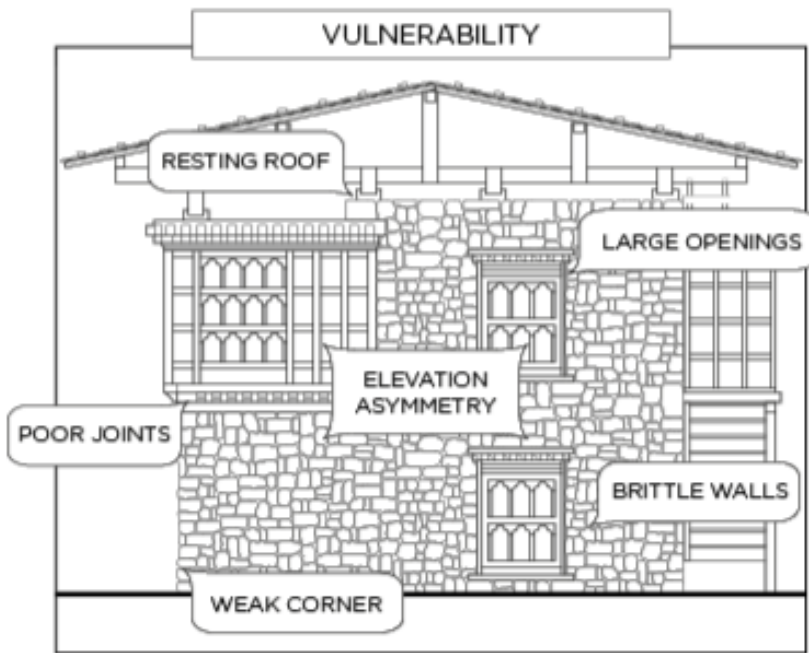 VULNERABILITY
RESTING ROOF
LARGE OPENINGS
ELEVATION
ASYMMETRY
POOR JOINTS
BRITTLE WALLS
WEAK CORNER